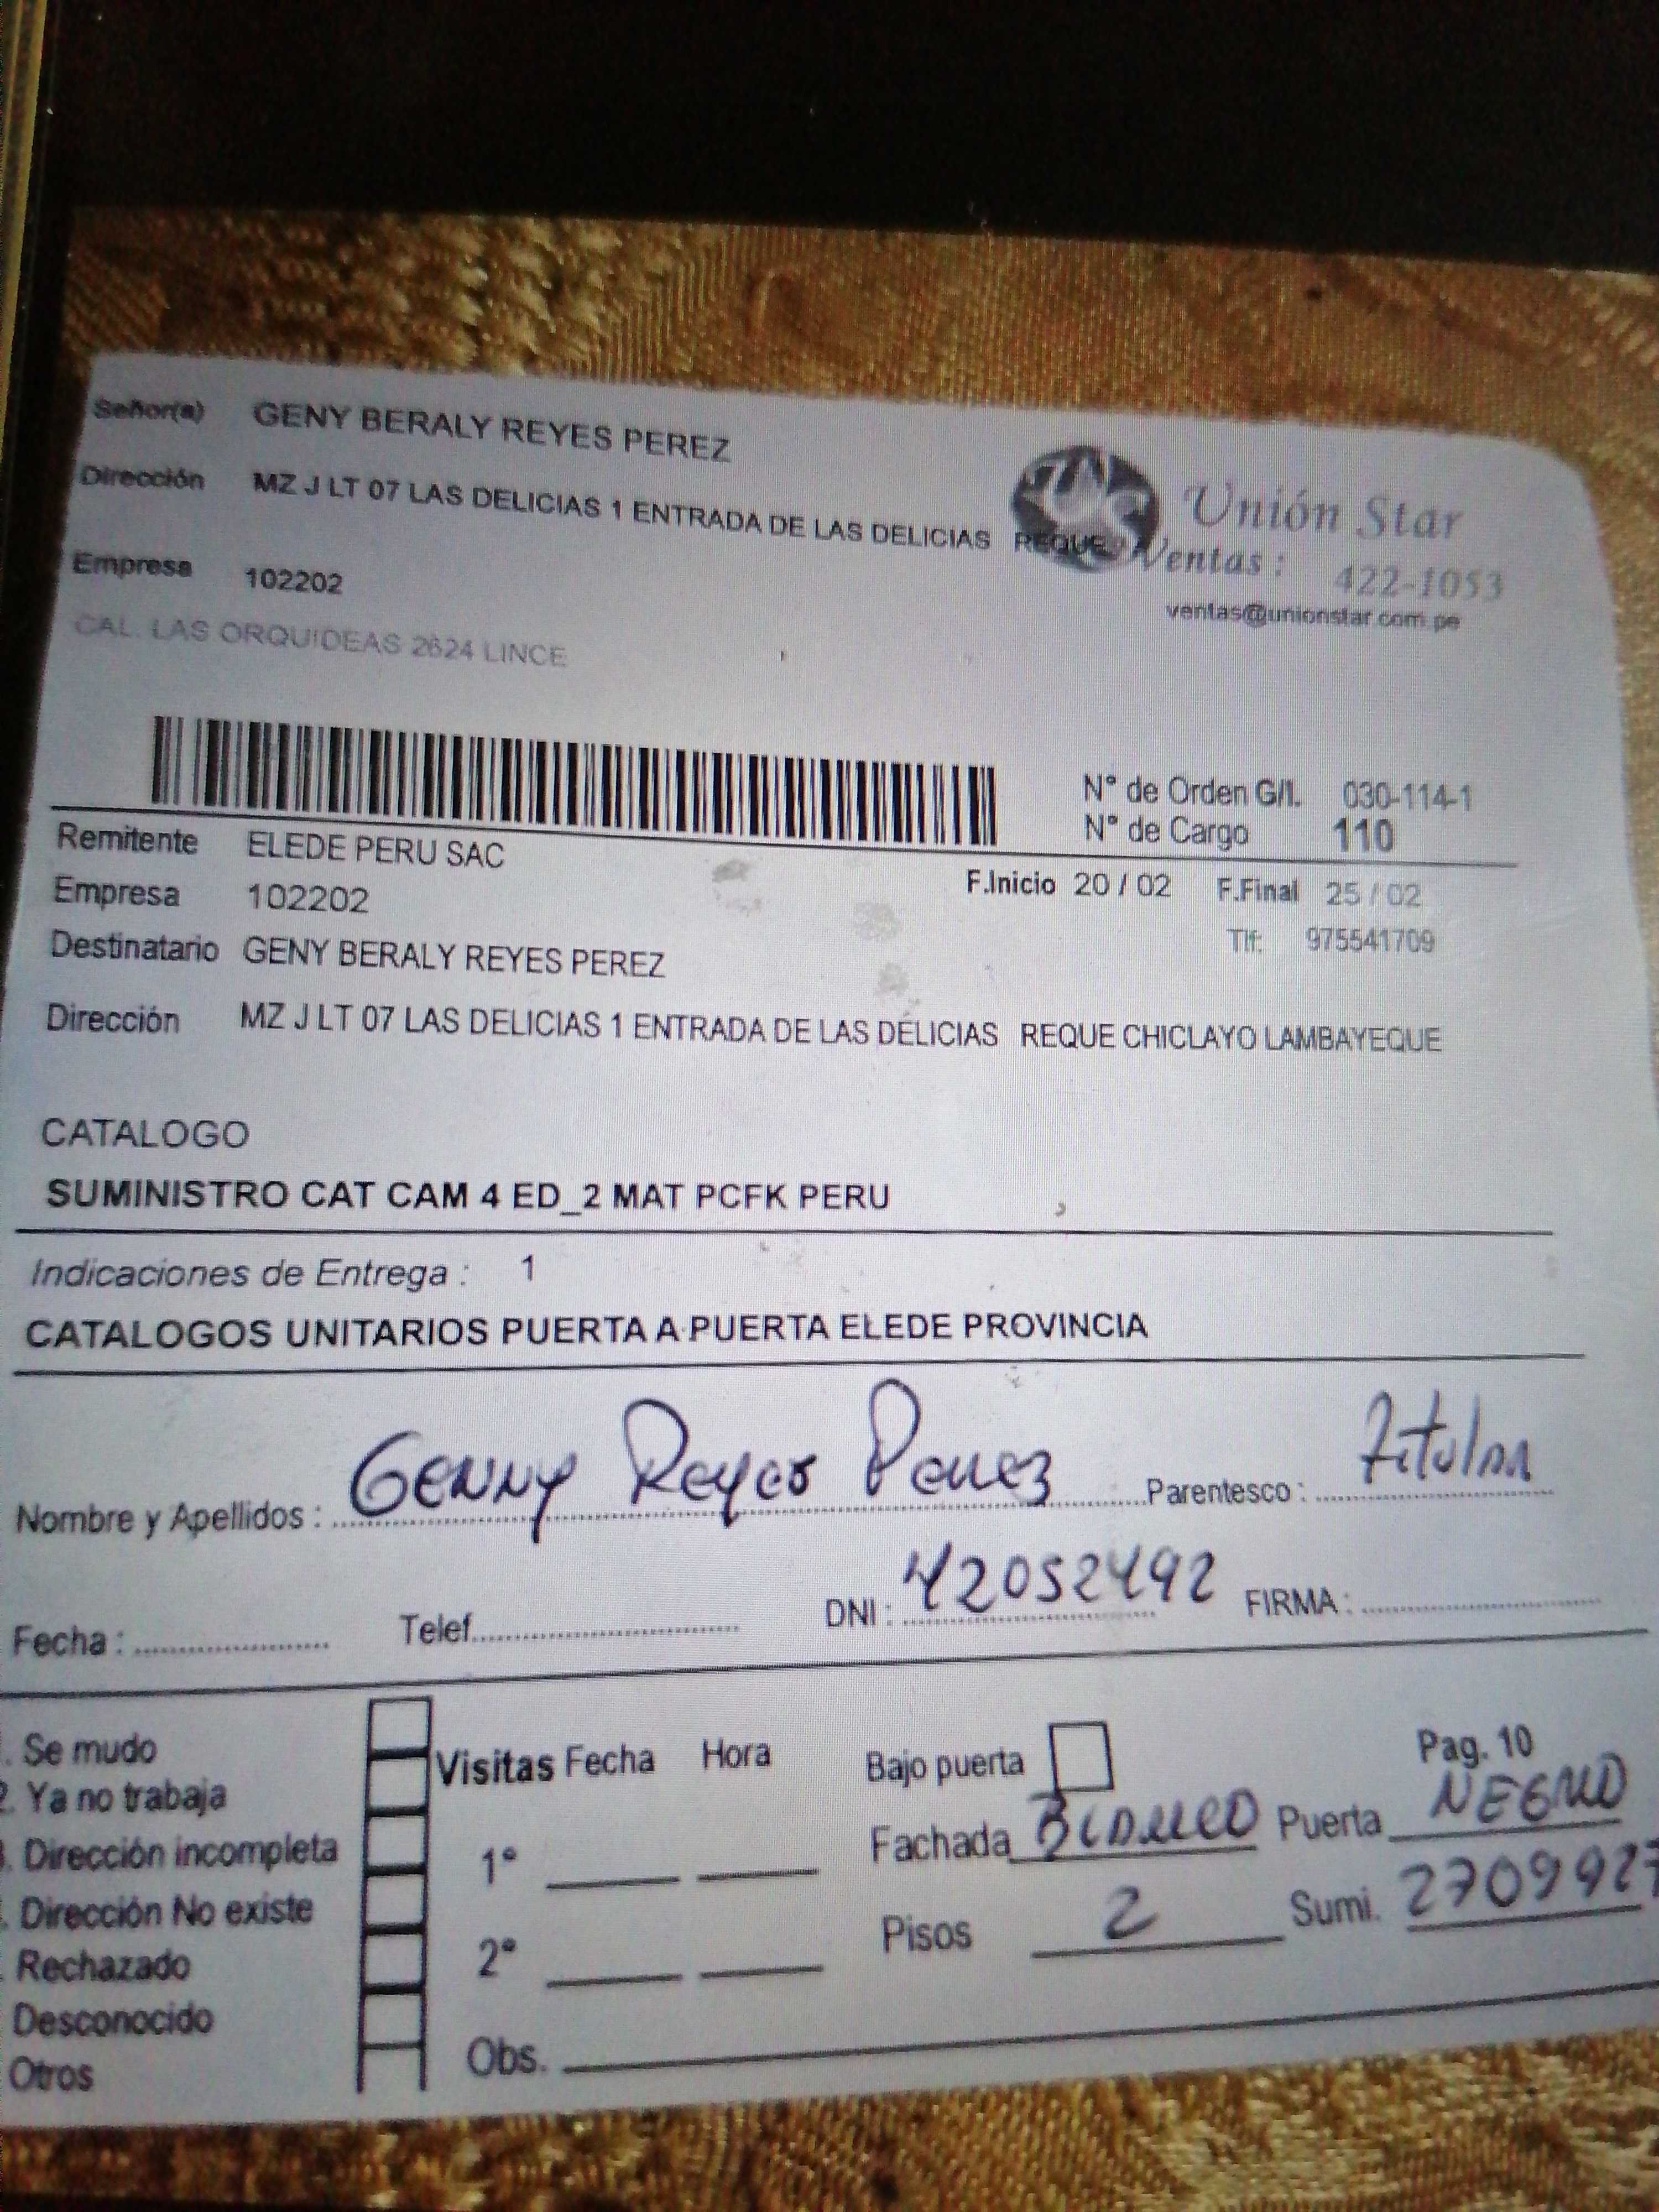 Señor(a) GENY BERALY REYES PEREZ
Dirección MZ J LT 07 LAS DELICIAS 1 ENTRADA DE LAS DELICIAS REQUE
Unión Star
Ventas : 422-1053
ventas@unionstar.com.pe
Empresa 102202
CAL. LAS ORQUIDEAS 2624 LINCE
N° de Orden G/I. 030-114-1
N° de Cargo 110
Remitente ELEDE PERU SAC
Empresa 102202
F.Inicio 20 / 02 F.Final 25 / 02
Tlf: 975541709
Destinatario GENY BERALY REYES PEREZ
Dirección MZ J LT 07 LAS DELICIAS 1 ENTRADA DE LAS DELICIAS REQUE CHICLAYO LAMBAYEQUE
CATALOGO
SUMINISTRO CAT CAM 4 ED_2 MAT PCFK PERU
Indicaciones de Entrega : 1
CATALOGOS UNITARIOS PUERTA A PUERTA ELEDE PROVINCIA
Nombre y Apellidos : Genny Reyes Perez Parentesco : Titular
Fecha : Telef. DNI : 42052492 FIRMA :
. Se mudo
2. Ya no trabaja
. Dirección incompleta
. Dirección No existe
. Rechazado
Desconocido
Otros
Visitas Fecha Hora
1°
2°
Obs.
Bajo puerta
Pag. 10
Fachada Blanco Puerta NEGRO
Pisos 2 Sumi. 2709927